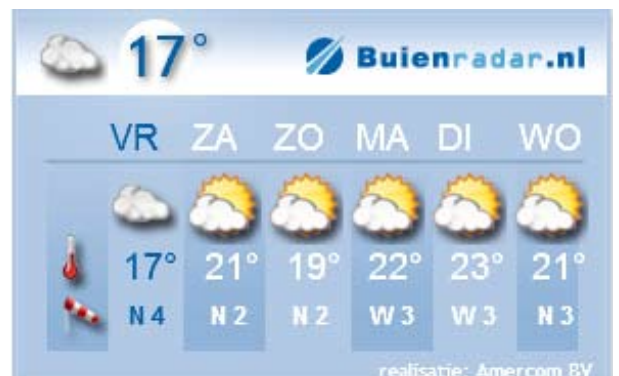 17°
Buienradar.nl
VR ZA ZO MA DI WO
17° 21° 19° 22° 23° 21°
N 4 N 2 N 2 W 3 W 3 N 3
realisatie: Amercom BV